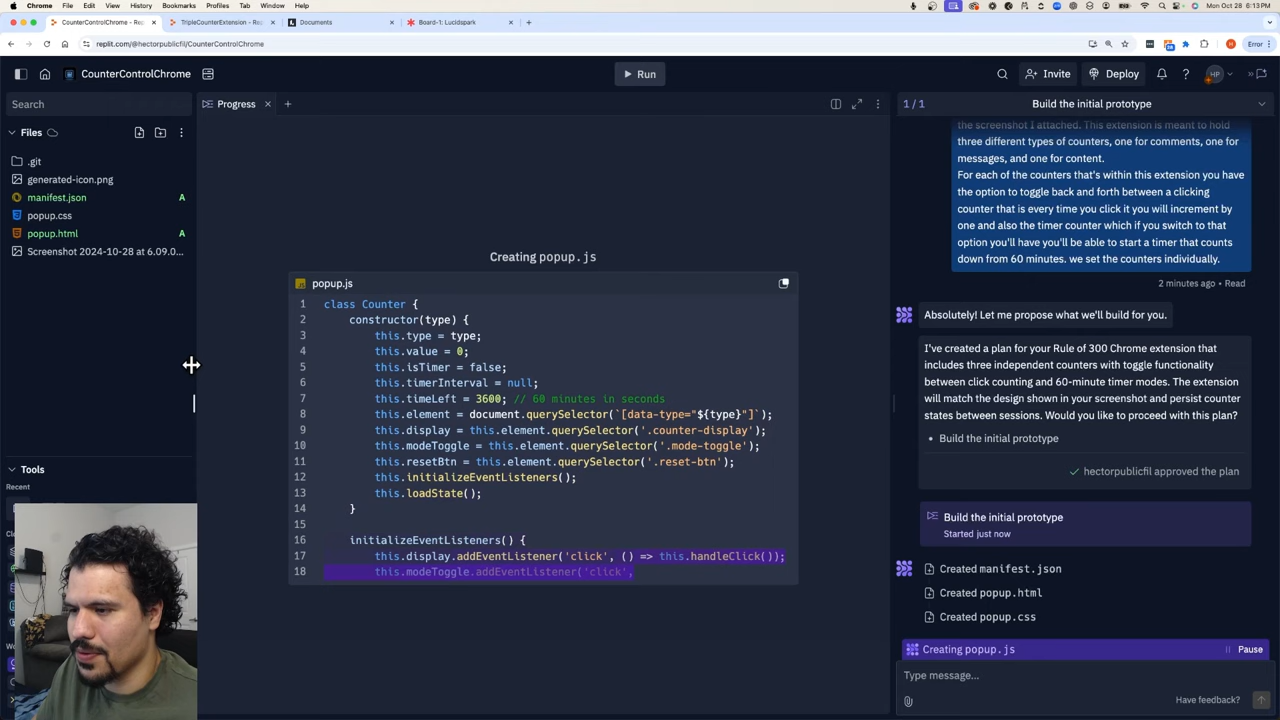 Chrome File Edit View History Bookmarks Profiles Tab Window Help
Mon Oct 28 8:13 PM
CounterControlChrome - Rep
TripleCounterExtension - Rep
Documents
Board-1: Lucidspark
replit.com/@hectorpublicfil/CounterControlChrome
Error
CounterControlChrome
Run
Invite
Deploy
HP
Search
Progress
1 / 1
Build the initial prototype
Files
.git
generated-icon.png
manifest.json A
popup.css
popup.html A
Screenshot 2024-10-28 at 6.09.0...
Tools
Recent
Creating popup.js
popup.js
1 class Counter {
2 constructor(type) {
3 this.type = type;
4 this.value = 0;
5 this.isTimer = false;
6 this.timerInterval = null;
7 this.timeLeft = 3600; // 60 minutes in seconds
8 this.element = document.querySelector(`[data-type="${type}"]`);
9 this.display = this.element.querySelector('.counter-display');
10 this.modeToggle = this.element.querySelector('.mode-toggle');
11 this.resetBtn = this.element.querySelector('.reset-btn');
12 this.initializeEventListeners();
13 this.loadState();
14 }
15
16 initializeEventListeners() {
17 this.display.addEventListener('click', () => this.handleClick());
18 this.modeToggle.addEventListener('click',
the screenshot I attached. This extension is meant to hold
three different types of counters, one for comments, one for
messages, and one for content.
For each of the counters that's within this extension you have
the option to toggle back and forth between a clicking
counter that is every time you click it you will increment by
one and also the timer counter which if you switch to that
option you'll have you'll be able to start a timer that counts
down from 60 minutes. we set the counters individually.
2 minutes ago • Read
Absolutely! Let me propose what we'll build for you.
I've created a plan for your Rule of 300 Chrome extension that
includes three independent counters with toggle functionality
between click counting and 60-minute timer modes. The extension
will match the design shown in your screenshot and persist counter
states between sessions. Would you like to proceed with this plan?
• Build the initial prototype
hectorpublicfil approved the plan
Build the initial prototype
Started just now
Created manifest.json
Created popup.html
Created popup.css
Creating popup.js
Pause
Type message...
Have feedback?